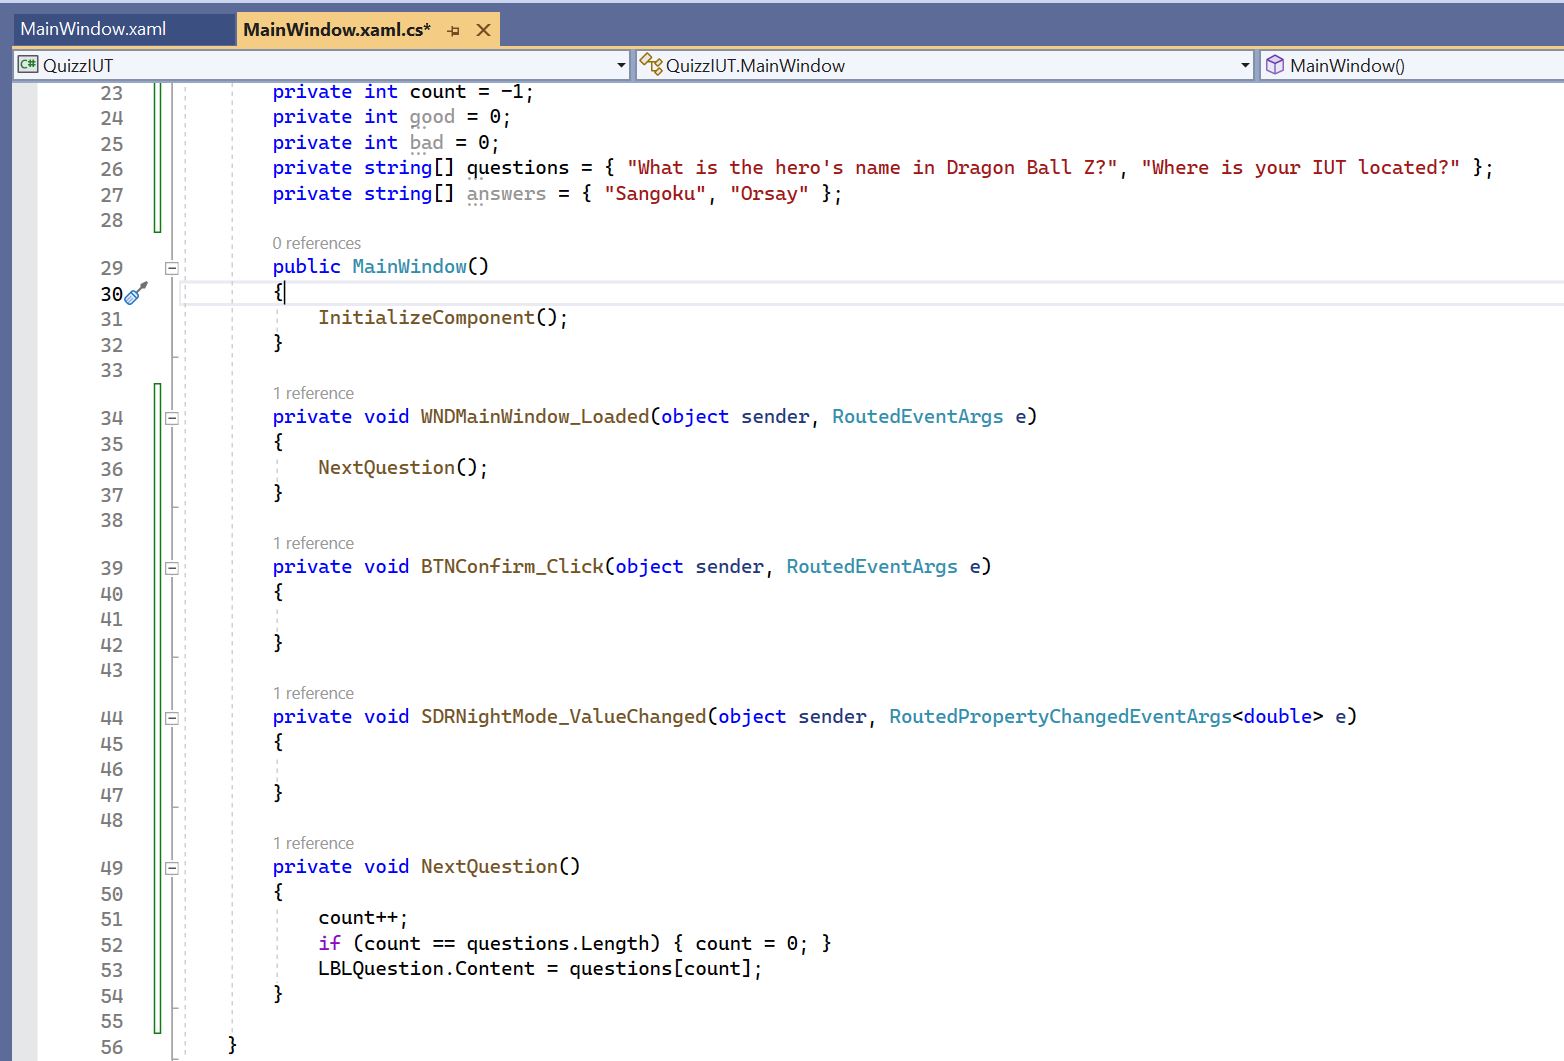 MainWindow.xaml MainWindow.xaml.cs*
C# QuizzIUT QuizzIUT.MainWindow MainWindow()
23 private int count = -1;
24 private int good = 0;
25 private int bad = 0;
26 private string[] questions = { "What is the hero's name in Dragon Ball Z?", "Where is your IUT located?" };
27 private string[] answers = { "Sangoku", "Orsay" };
28
0 references
29 public MainWindow()
30 {
31 InitializeComponent();
32 }
33
1 reference
34 private void WNDMainWindow_Loaded(object sender, RoutedEventArgs e)
35 {
36 NextQuestion();
37 }
38
1 reference
39 private void BTNConfirm_Click(object sender, RoutedEventArgs e)
40 {
41
42 }
43
1 reference
44 private void SDRNightMode_ValueChanged(object sender, RoutedPropertyChangedEventArgs<double> e)
45 {
46
47 }
48
1 reference
49 private void NextQuestion()
50 {
51 count++;
52 if (count == questions.Length) { count = 0; }
53 LBLQuestion.Content = questions[count];
54 }
55
56 }